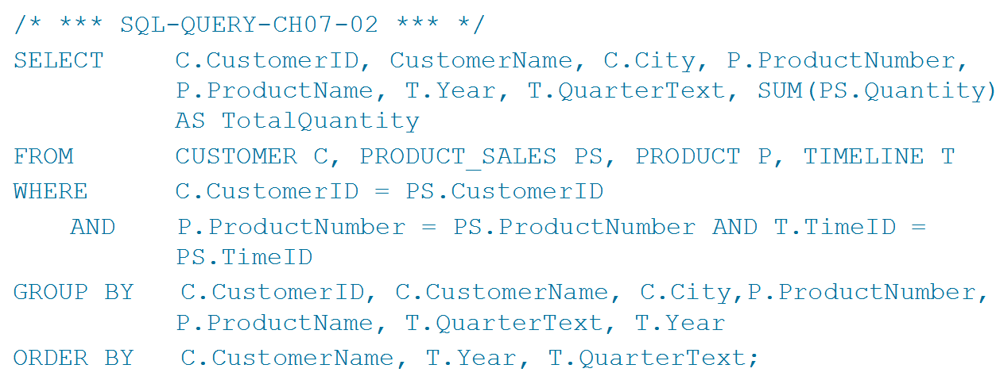 /* *** SQL-QUERY-CH07-02 *** */
SELECT C.CustomerID, CustomerName, C.City, P.ProductNumber,
P.ProductName, T.Year, T.QuarterText, SUM(PS.Quantity)
AS TotalQuantity
FROM CUSTOMER C, PRODUCT_SALES PS, PRODUCT P, TIMELINE T
WHERE C.CustomerID = PS.CustomerID
AND P.ProductNumber = PS.ProductNumber AND T.TimeID =
PS.TimeID
GROUP BY C.CustomerID, C.CustomerName, C.City,P.ProductNumber,
P.ProductName, T.QuarterText, T.Year
ORDER BY C.CustomerName, T.Year, T.QuarterText;